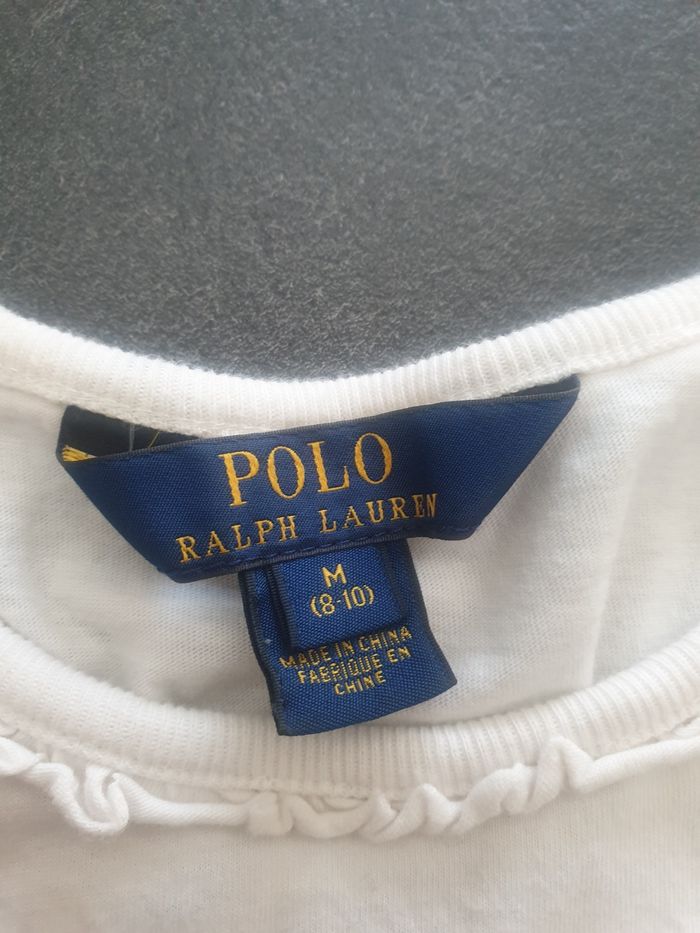 POLO
RALPH LAUREN
M
(8-10)
MADE IN CHINA
FABRIQUE EN
CHINE